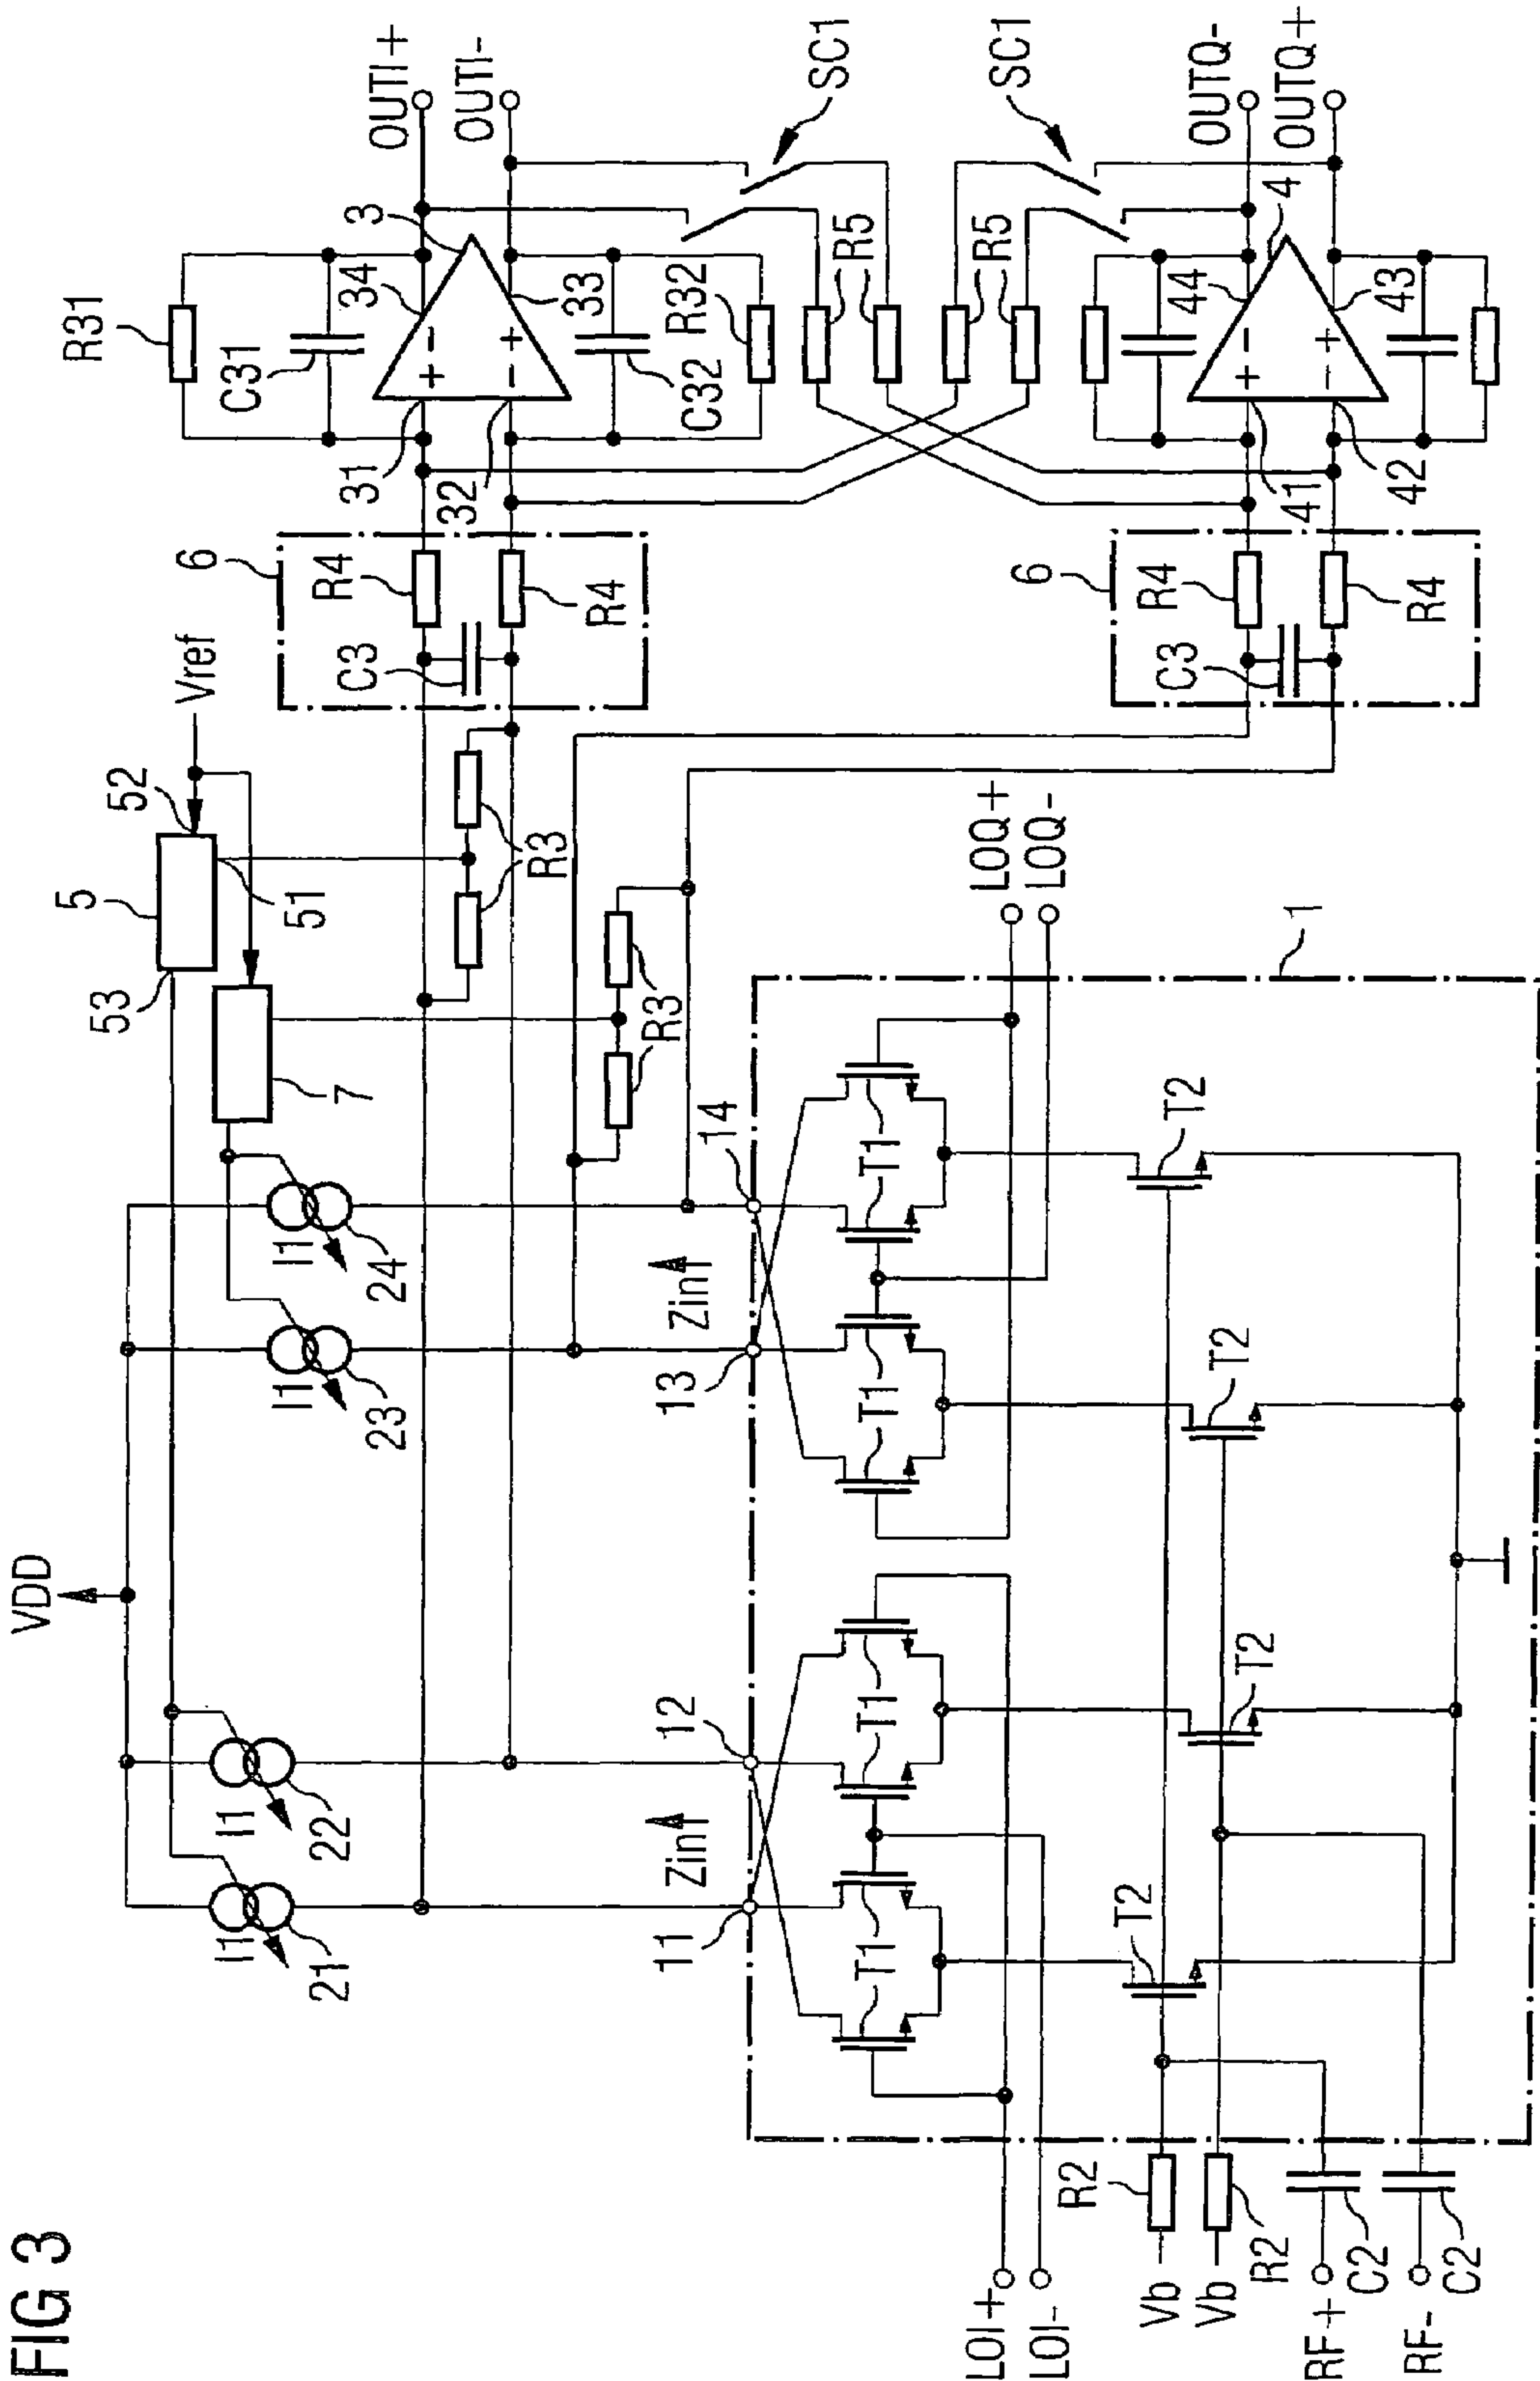 FIG 3
VDD
Vref
5
52
51
53
7
I1
21
I1
22
I1
23
I1
24
6
R4
R4
C3
R3
R3
R31
C31
34
3
31
32
33
C32
R32
OUTI+
OUTI-
SC1
SC1
R5
R5
OUTQ-
OUTQ+
44
4
43
41
42
6
R4
R4
C3
Zin
Zin
11
12
13
14
LOQ+
LOQ-
1
T1
T1
T1
T1
T1
T1
T1
T1
T2
T2
T2
T2
LOI+
LOI-
Vb
R2
Vb
R2
RF+
C2
RF-
C2